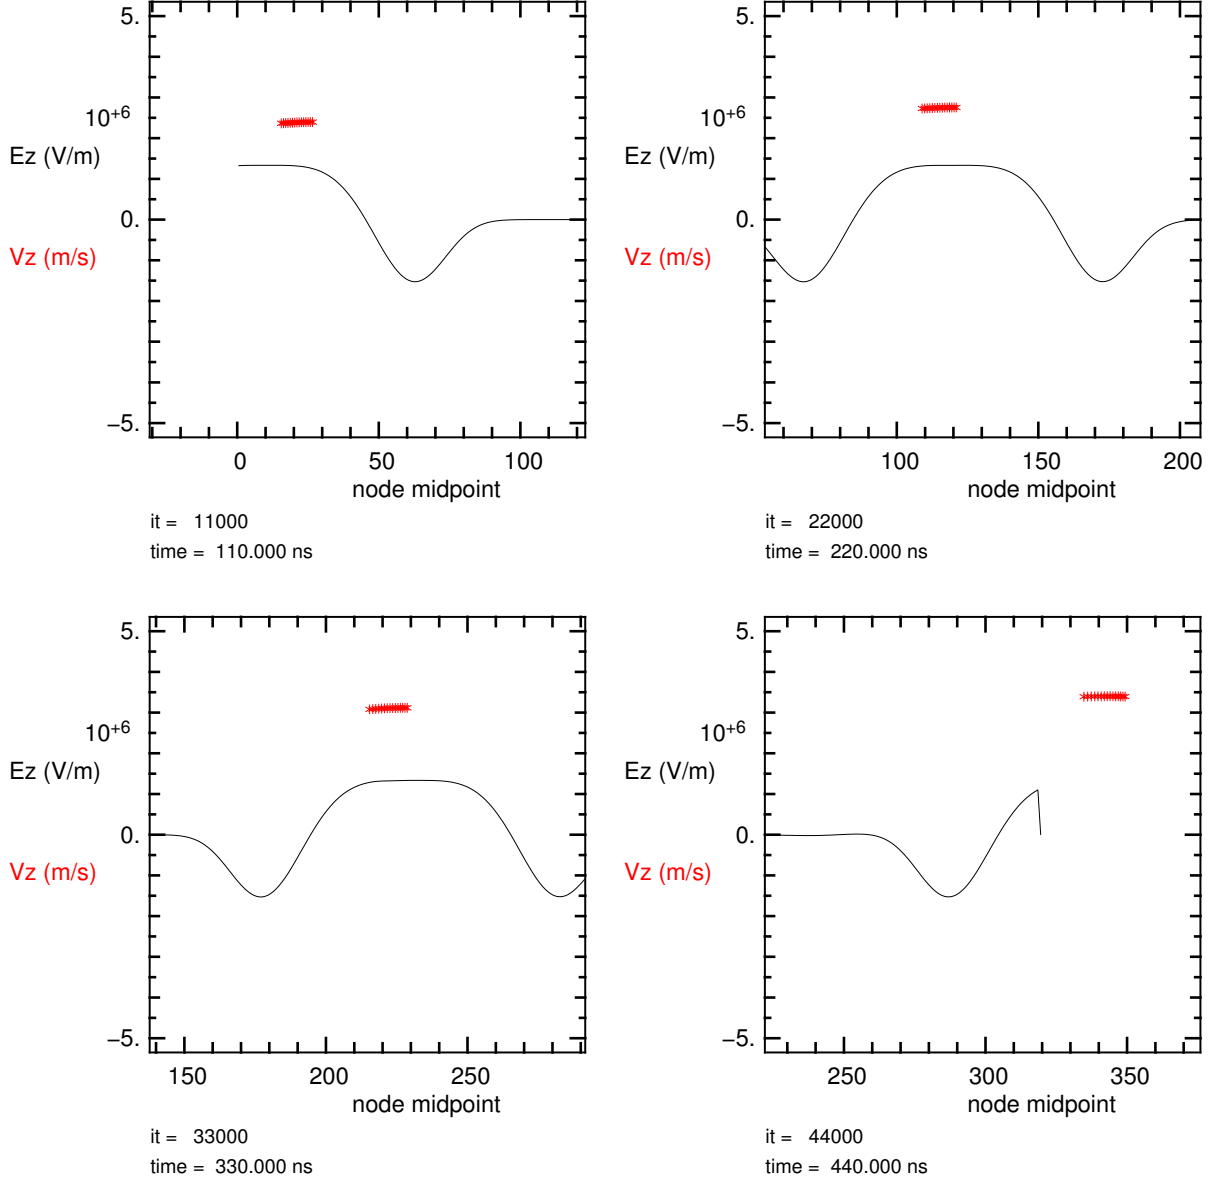 5.
10+6
Ez (V/m)
0.
Vz (m/s)
−5.
0 50 100
node midpoint
it = 11000
time = 110.000 ns
5.
10+6
Ez (V/m)
0.
Vz (m/s)
−5.
100 150 200
node midpoint
it = 22000
time = 220.000 ns
5.
10+6
Ez (V/m)
0.
Vz (m/s)
−5.
150 200 250
node midpoint
it = 33000
time = 330.000 ns
5.
10+6
Ez (V/m)
0.
Vz (m/s)
−5.
250 300 350
node midpoint
it = 44000
time = 440.000 ns